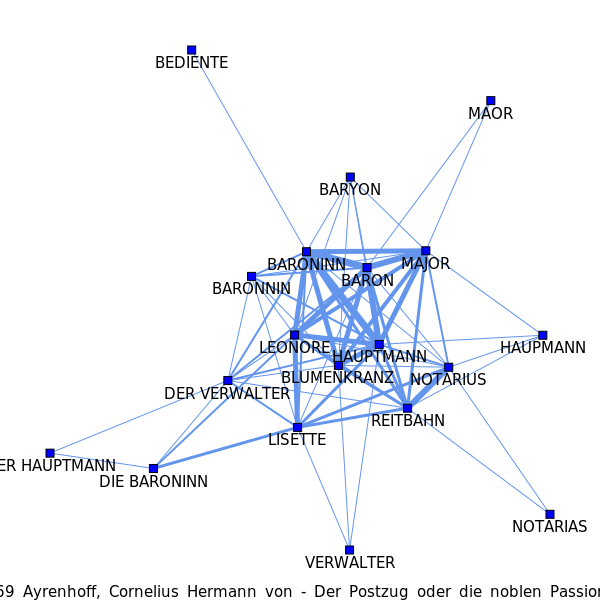 BEDIENTE
MAOR
BARYON
BARONINN
MAJOR
BARON
BARONNIN
LEONORE
HAUPTMANN
HAUPMANN
BLUMENKRANZ
NOTARIUS
DER VERWALTER
REITBAHN
LISETTE
ER HAUPTMANN
DIE BARONINN
NOTARIAS
VERWALTER
69 Ayrenhoff, Cornelius Hermann von - Der Postzug oder die noblen Passion